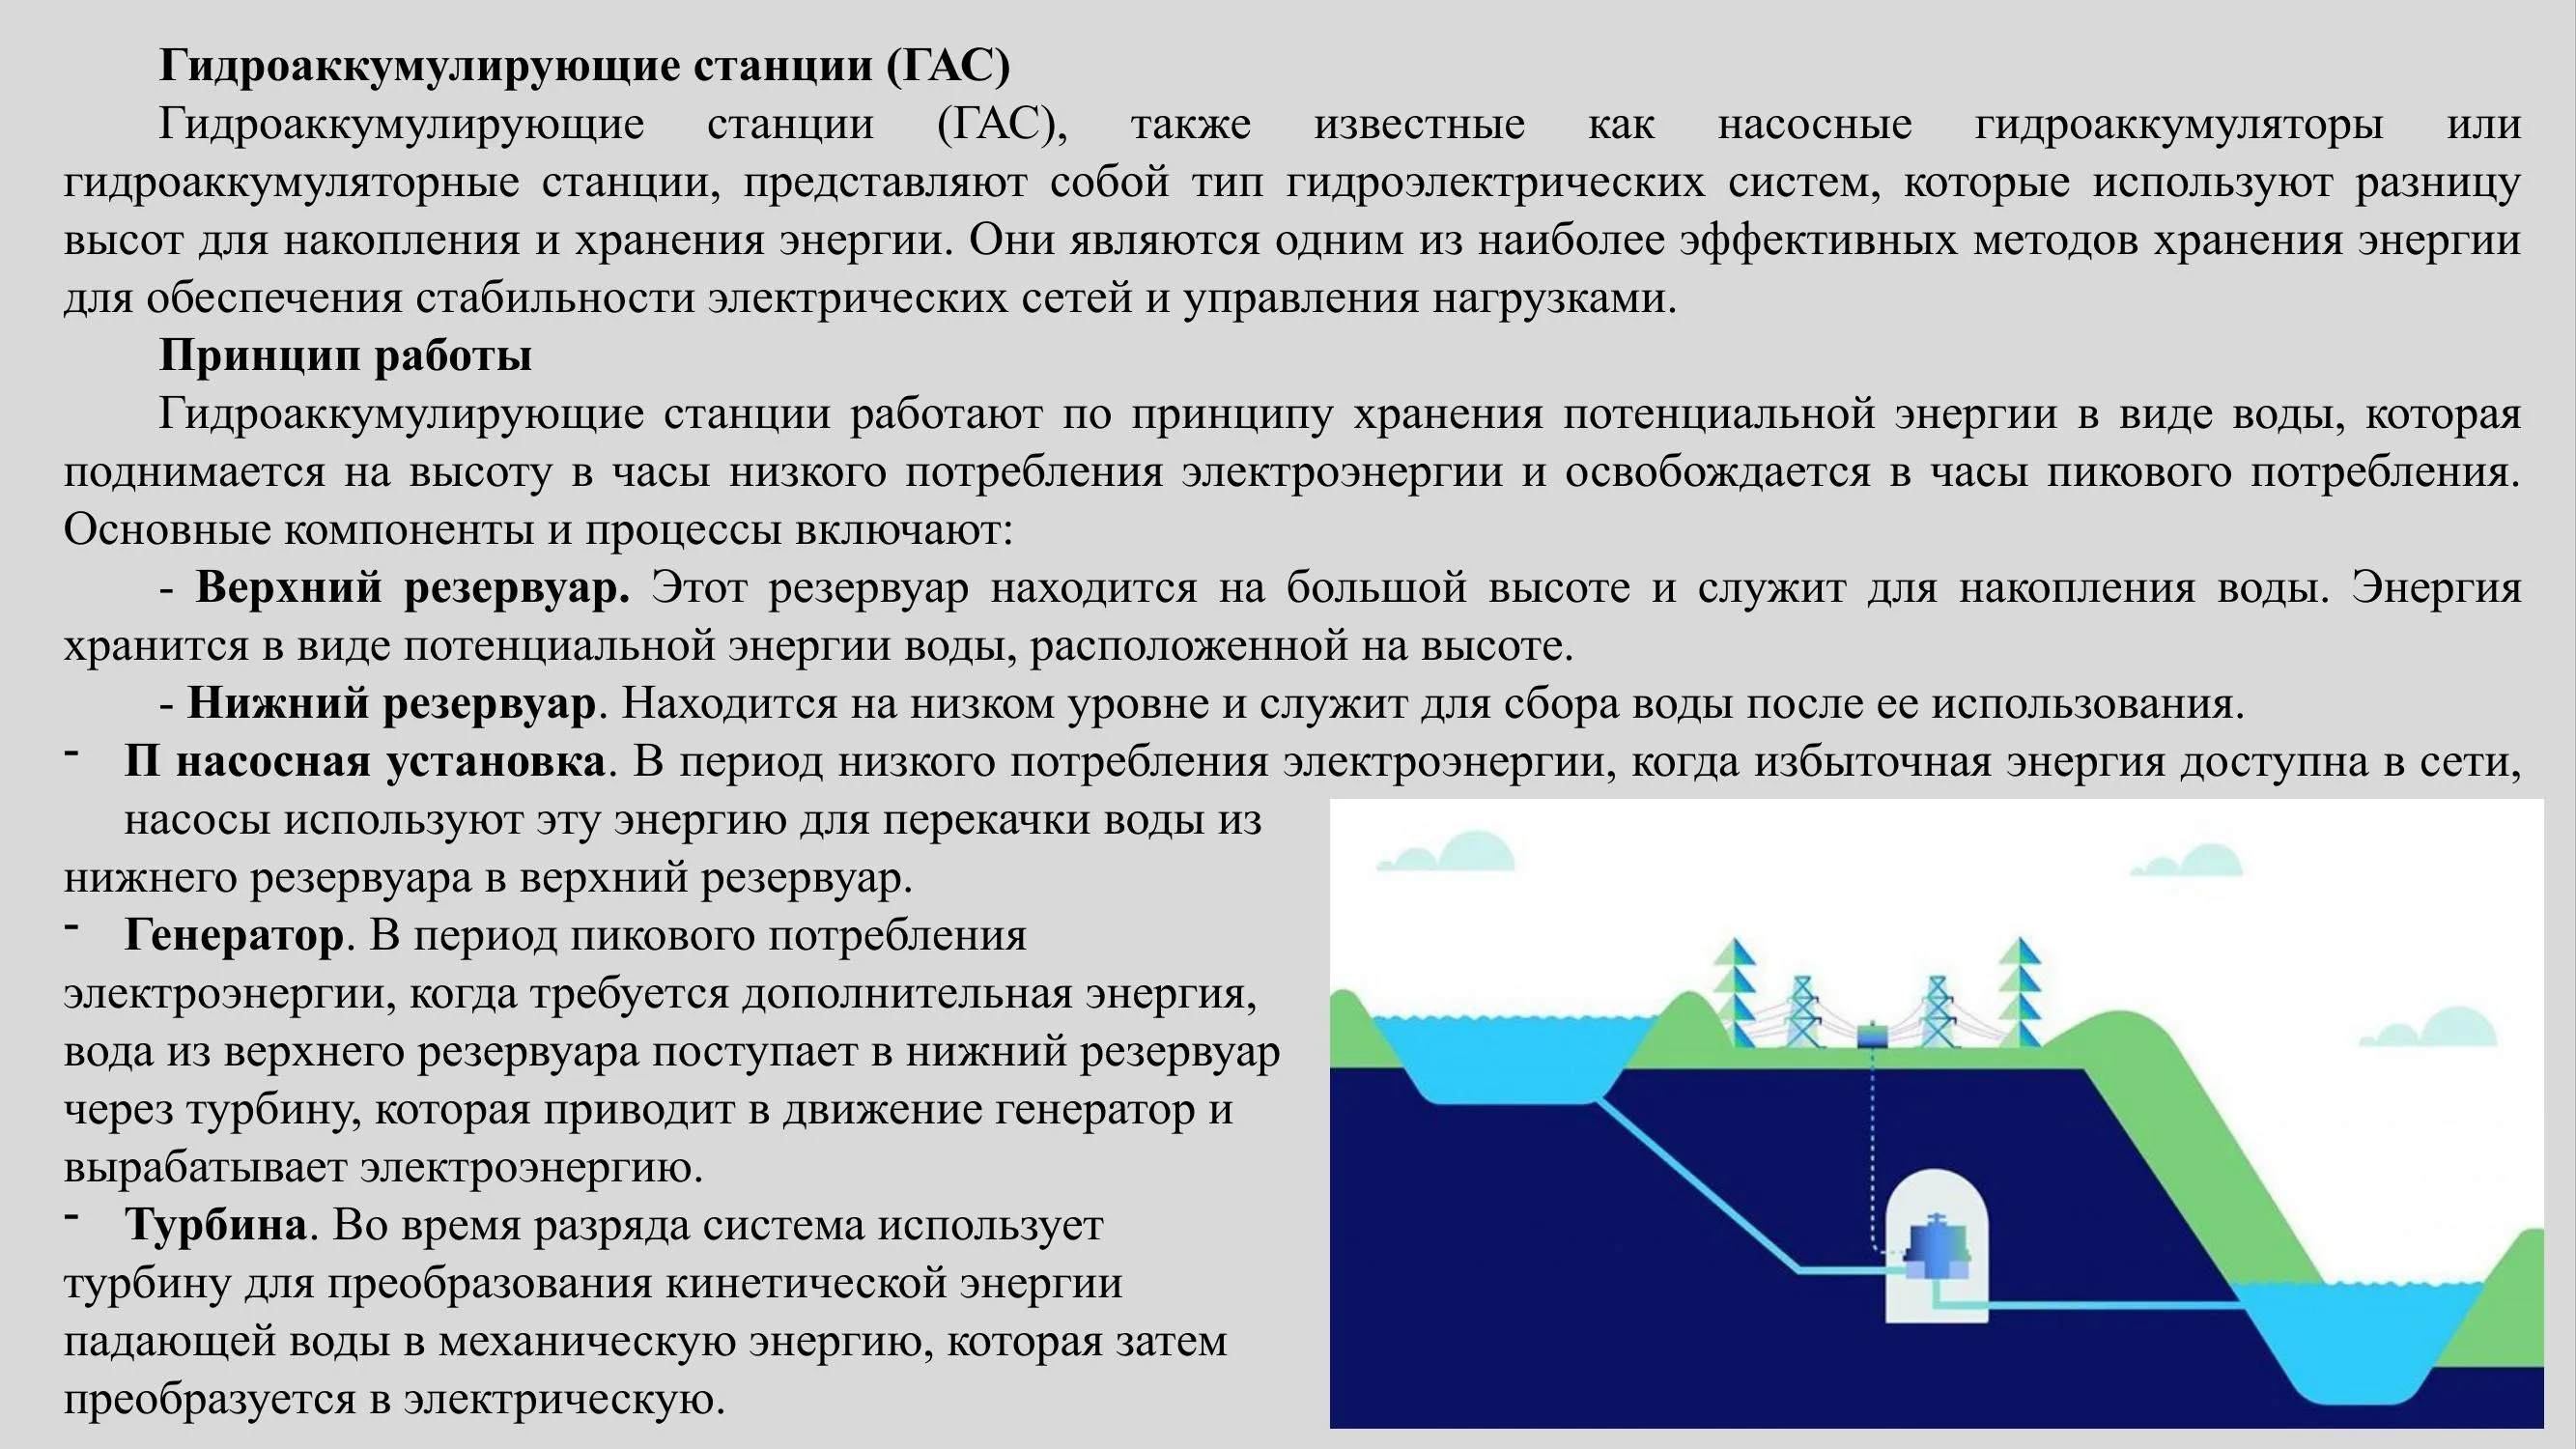 Гидроаккумулирующие станции (ГАС)
Гидроаккумулирующие станции (ГАС), также известные как насосные гидроаккумуляторы или
гидроаккумуляторные станции, представляют собой тип гидроэлектрических систем, которые используют разницу
высот для накопления и хранения энергии. Они являются одним из наиболее эффективных методов хранения энергии
для обеспечения стабильности электрических сетей и управления нагрузками.
Принцип работы
Гидроаккумулирующие станции работают по принципу хранения потенциальной энергии в виде воды, которая
поднимается на высоту в часы низкого потребления электроэнергии и освобождается в часы пикового потребления.
Основные компоненты и процессы включают:
- Верхний резервуар. Этот резервуар находится на большой высоте и служит для накопления воды. Энергия
хранится в виде потенциальной энергии воды, расположенной на высоте.
- Нижний резервуар. Находится на низком уровне и служит для сбора воды после ее использования.
- П насосная установка. В период низкого потребления электроэнергии, когда избыточная энергия доступна в сети,
насосы используют эту энергию для перекачки воды из
нижнего резервуара в верхний резервуар.
- Генератор. В период пикового потребления
электроэнергии, когда требуется дополнительная энергия,
вода из верхнего резервуара поступает в нижний резервуар
через турбину, которая приводит в движение генератор и
вырабатывает электроэнергию.
- Турбина. Во время разряда система использует
турбину для преобразования кинетической энергии
падающей воды в механическую энергию, которая затем
преобразуется в электрическую.